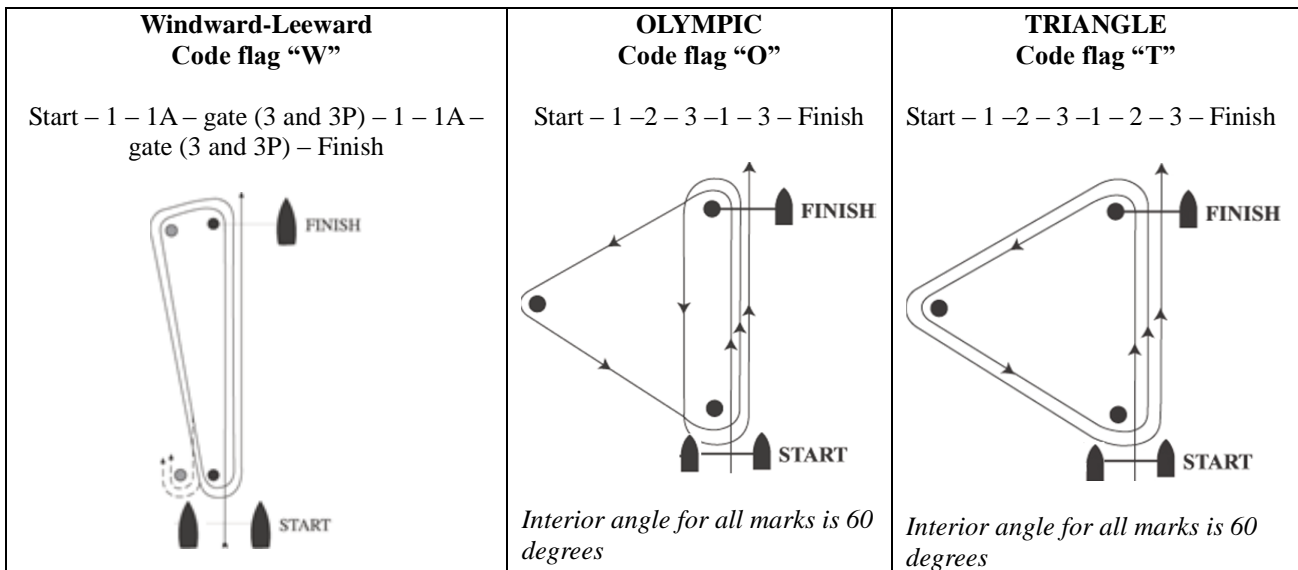 Windward-Leeward
Code flag “W”
Start – 1 – 1A – gate (3 and 3P) – 1 – 1A –
gate (3 and 3P) – Finish
FINISH
START
OLYMPIC
Code flag “O”
Start – 1 –2 – 3 –1 – 3 – Finish
FINISH
START
Interior angle for all marks is 60
degrees
TRIANGLE
Code flag “T”
Start – 1 –2 – 3 –1 – 2 – 3 – Finish
FINISH
START
Interior angle for all marks is 60
degrees